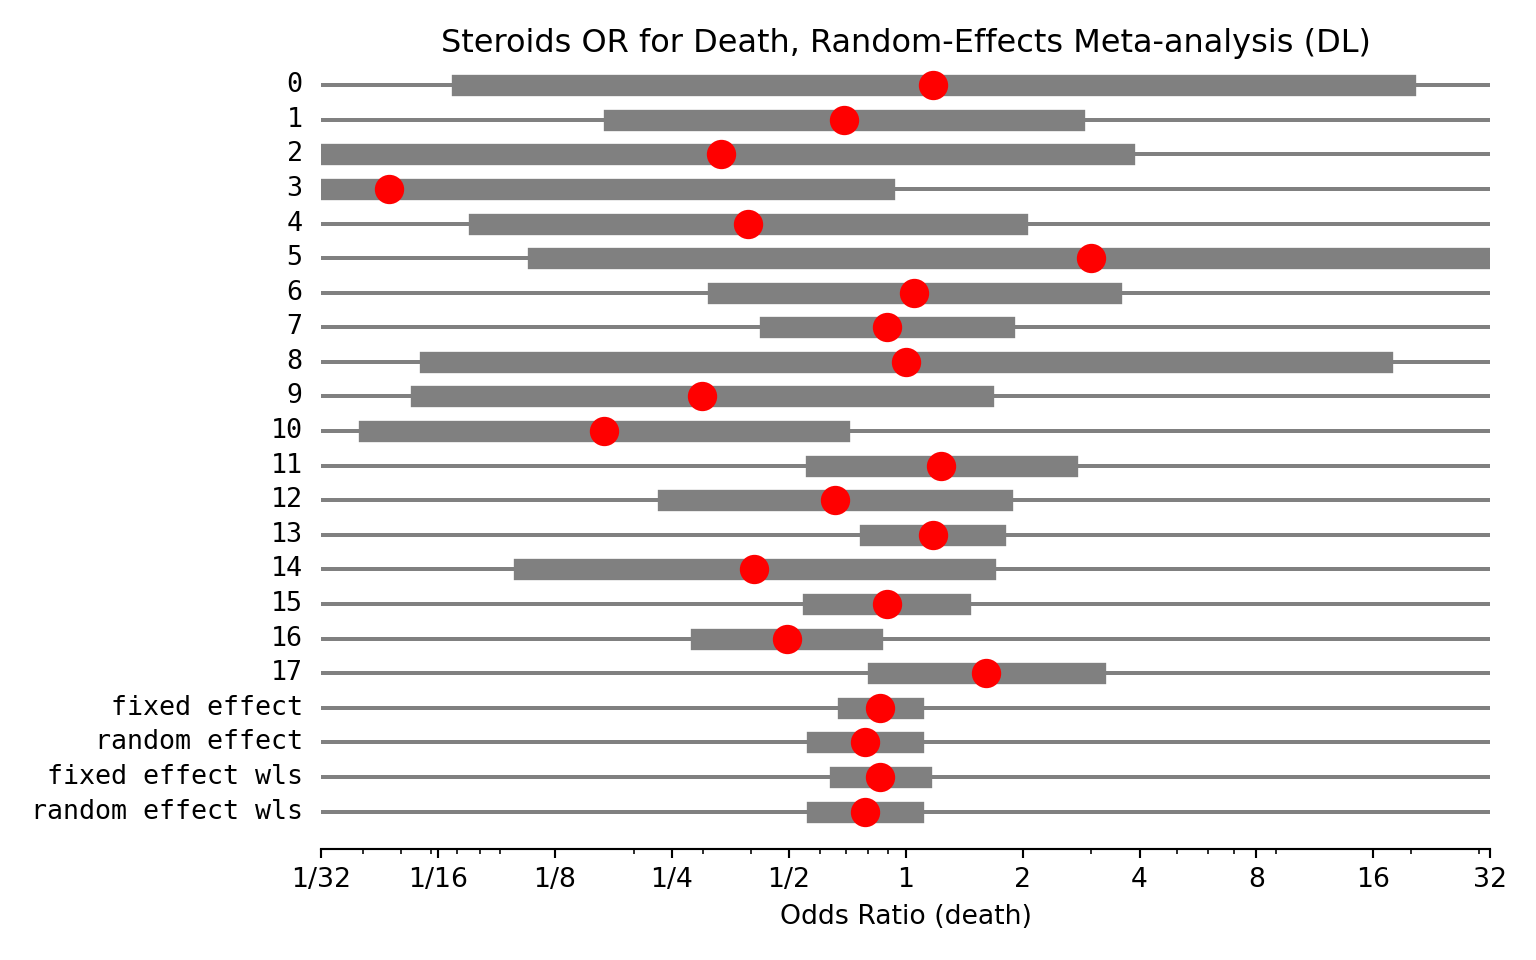 Steroids OR for Death, Random-Effects Meta-analysis (DL)
0
1
2
3
4
5
6
7
8
9
10
11
12
13
14
15
16
17
fixed effect
random effect
fixed effect wls
random effect wls
1/32 1/16 1/8 1/4 1/2 1 2 4 8 16 32
Odds Ratio (death)